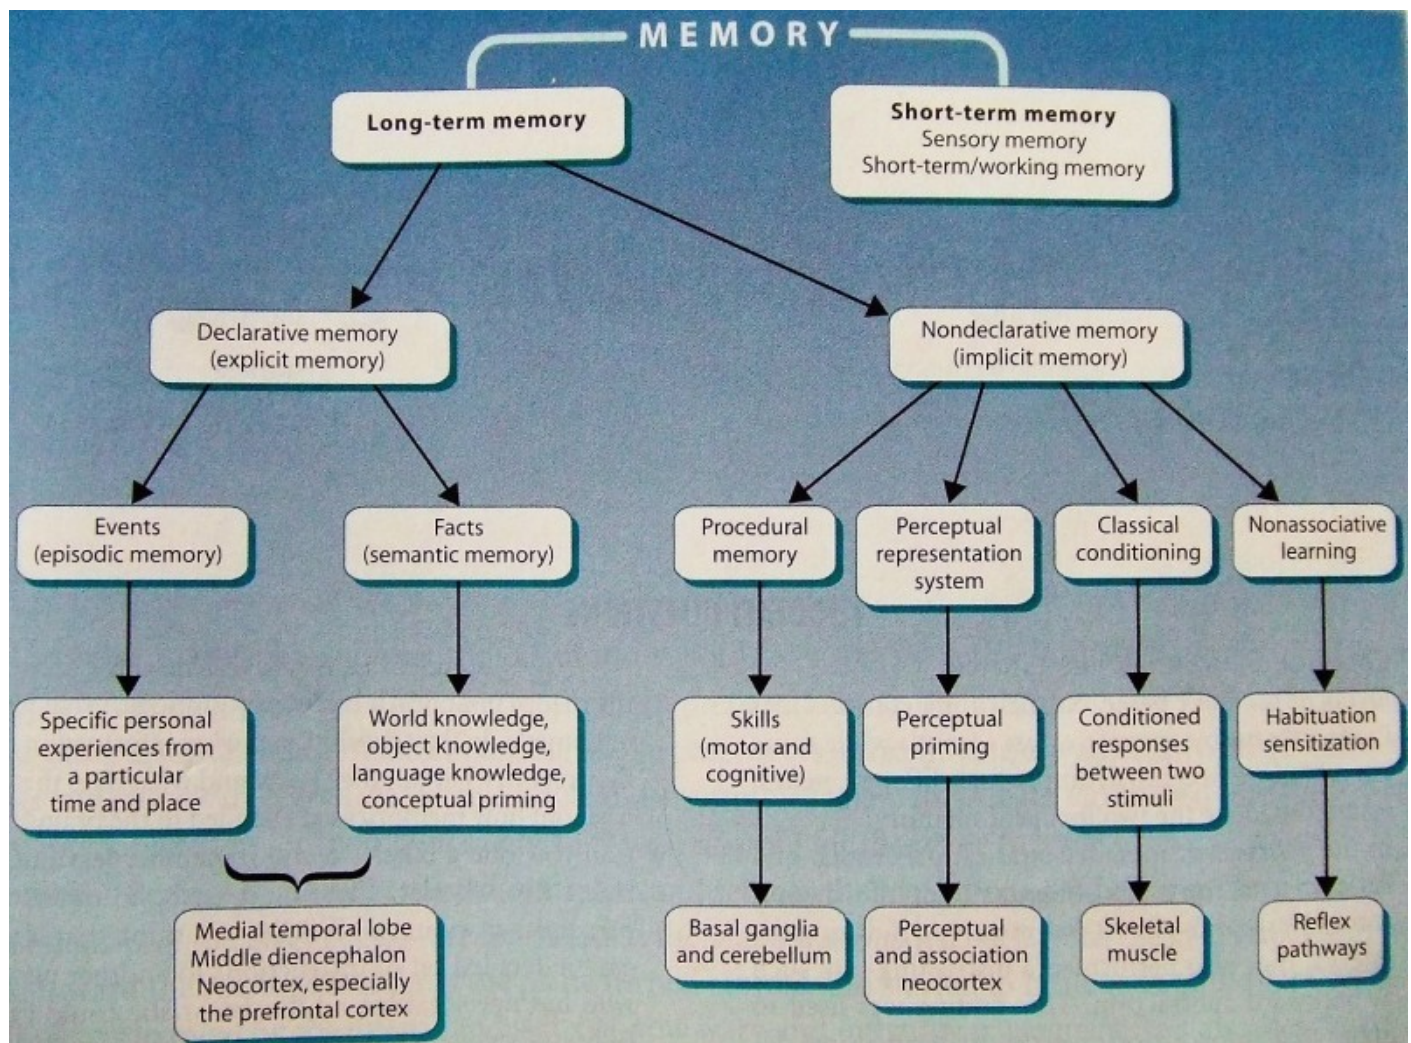 MEMORY
Long-term memory
Short-term memory
Sensory memory
Short-term/working memory
Declarative memory
(explicit memory)
Nondeclarative memory
(implicit memory)
Events
(episodic memory)
Facts
(semantic memory)
Procedural
memory
Perceptual
representation
system
Classical
conditioning
Nonassociative
learning
Specific personal
experiences from
a particular
time and place
World knowledge,
object knowledge,
language knowledge,
conceptual priming
Skills
(motor and
cognitive)
Perceptual
priming
Conditioned
responses
between two
stimuli
Habituation
sensitization
Medial temporal lobe
Middle diencephalon
Neocortex, especially
the prefrontal cortex
Basal ganglia
and cerebellum
Perceptual
and association
neocortex
Skeletal
muscle
Reflex
pathways